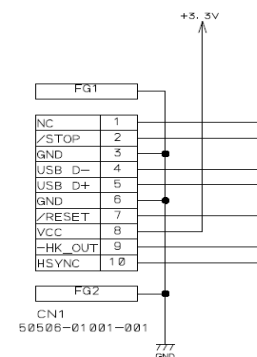 +3.3V
FG1
NC 1
/STOP 2
GND 3
USB D- 4
USB D+ 5
GND 6
/RESET 7
VCC 8
-HK_OUT 9
HSYNC 10
FG2
CN1
50506-01001-001
GND